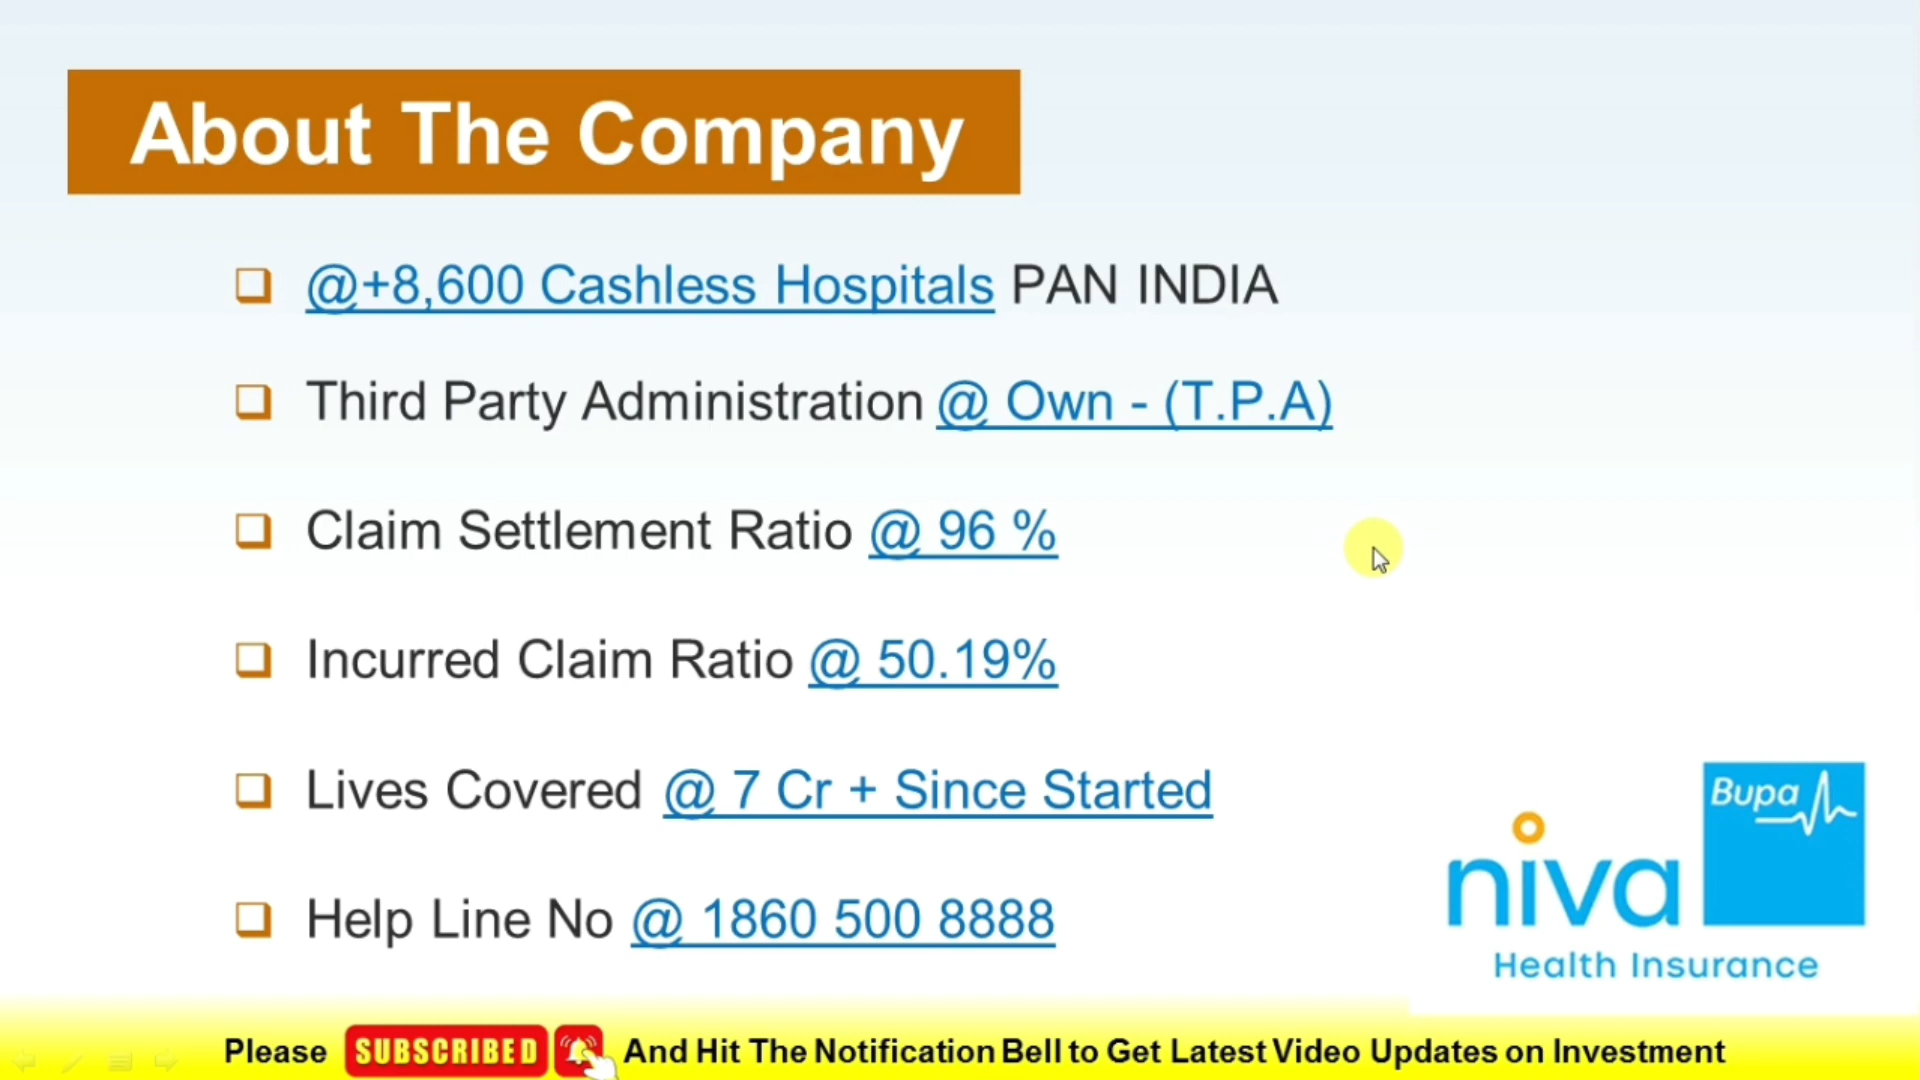 About The Company
@+8,600 Cashless Hospitals PAN INDIA
Third Party Administration @ Own - (T.P.A)
Claim Settlement Ratio @ 96 %
Incurred Claim Ratio @ 50.19%
Lives Covered @ 7 Cr + Since Started
Help Line No @ 1860 500 8888
Bupa
niva
Health Insurance
Please SUBSCRIBED And Hit The Notification Bell to Get Latest Video Updates on Investment